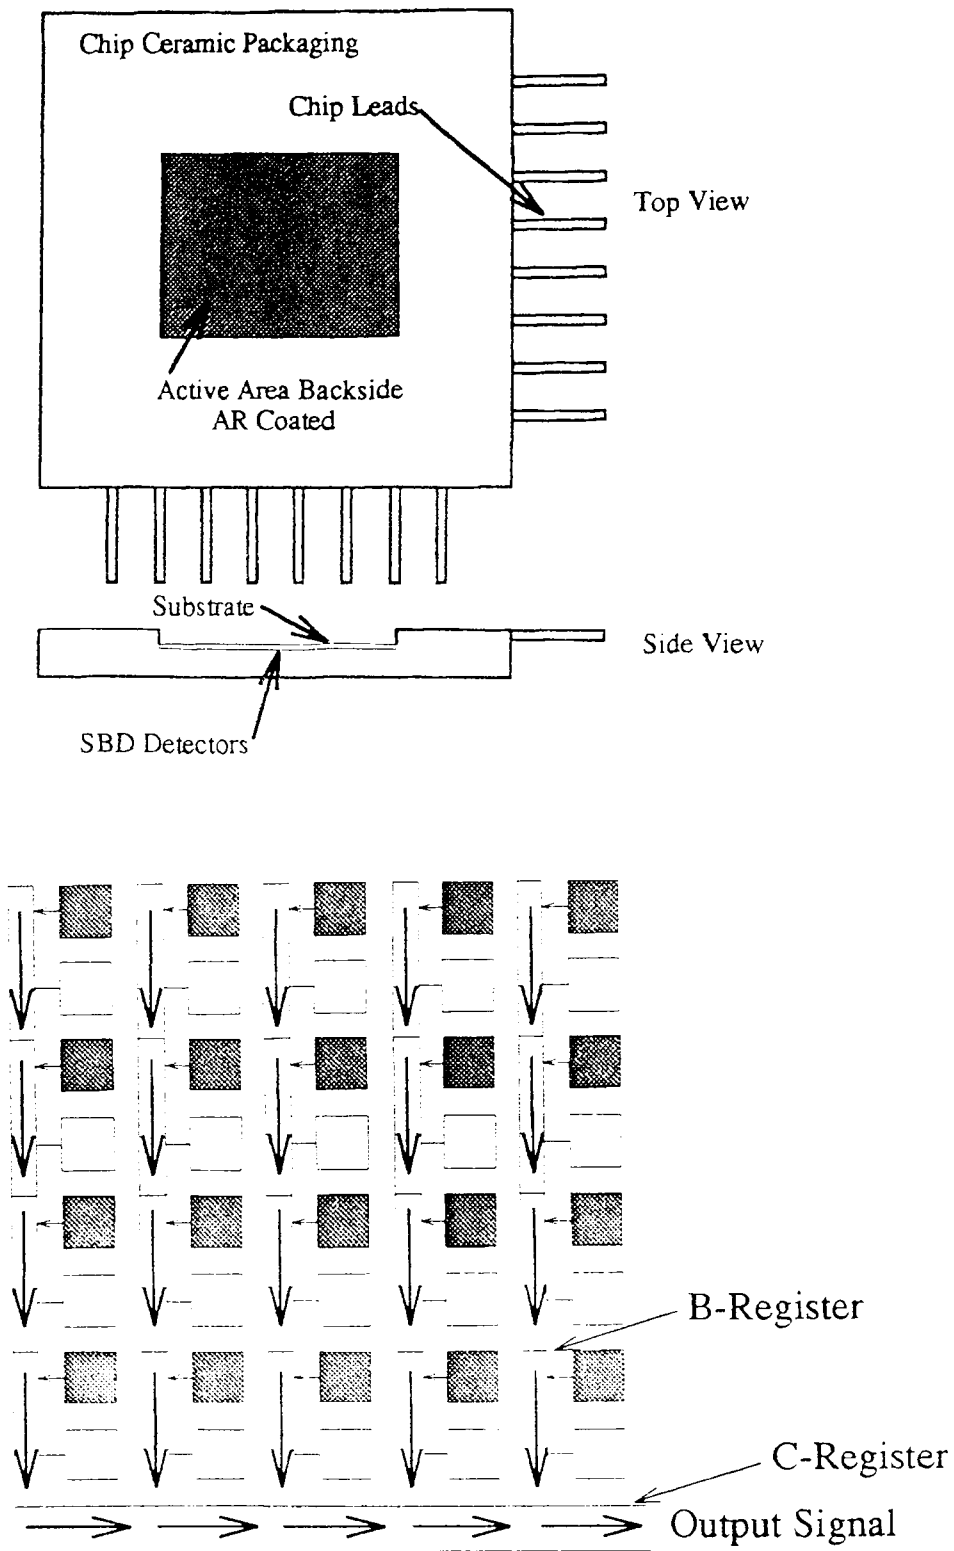 Chip Ceramic Packaging
Chip Leads
Top View
Active Area Backside
AR Coated
Substrate
Side View
SBD Detectors
B-Register
C-Register
Output Signal